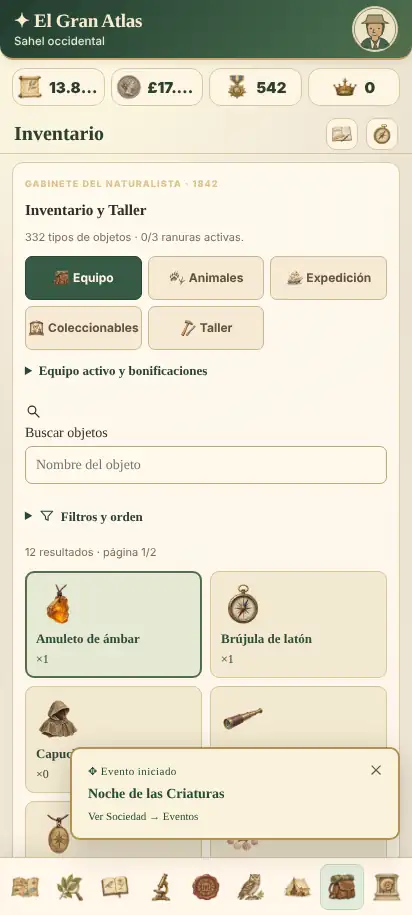 ✦ El Gran Atlas
Sahel occidental
13.8...
£17....
542
0
Inventario
GABINETE DEL NATURALISTA · 1842
Inventario y Taller
332 tipos de objetos · 0/3 ranuras activas.
Equipo
Animales
Expedición
Coleccionables
Taller
Equipo activo y bonificaciones
Buscar objetos
Nombre del objeto
Filtros y orden
12 resultados · página 1/2
Amuleto de ámbar
×1
Brújula de latón
×1
×0
✥ Evento iniciado
Noche de las Criaturas
Ver Sociedad → Eventos